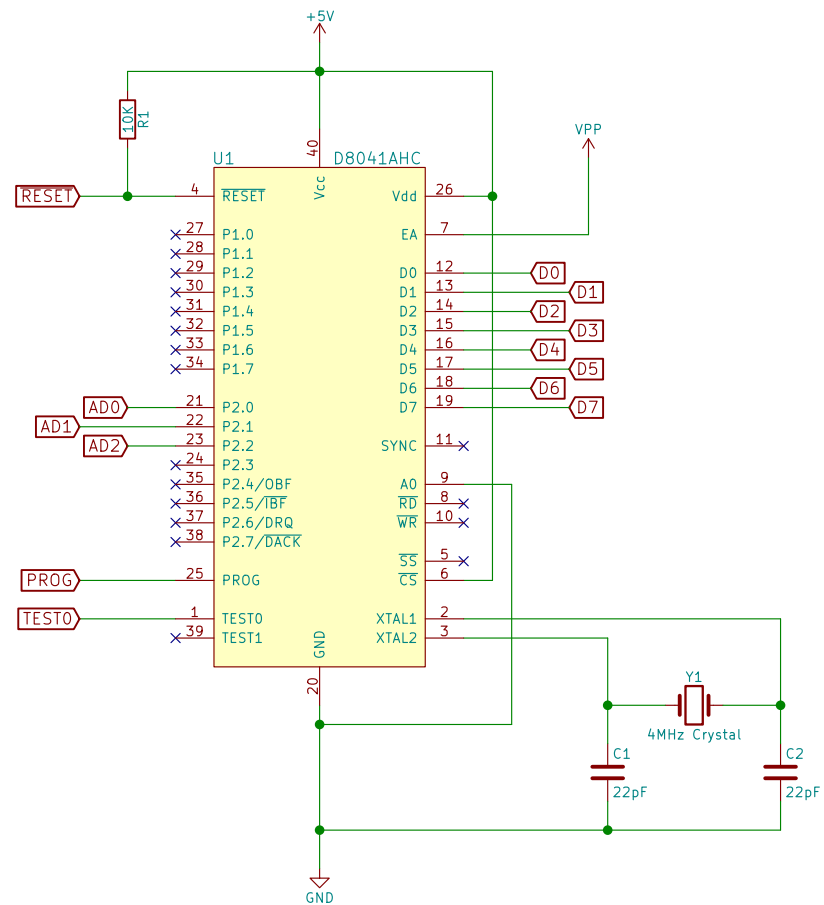 +5V
10K
R1
U1
D8041AHC
VPP
40
Vcc
RESET
4
RESET
Vdd
26
27
P1.0
EA
7
28
P1.1
29
P1.2
D0
12
D0
30
P1.3
D1
13
D1
31
P1.4
D2
14
D2
32
P1.5
D3
15
D3
33
P1.6
D4
16
D4
34
P1.7
D5
17
D5
D6
18
D6
AD0
21
P2.0
D7
19
D7
AD1
22
P2.1
AD2
23
P2.2
SYNC
11
24
P2.3
35
P2.4/OBF
A0
9
36
P2.5/IBF
RD
8
37
P2.6/DRQ
WR
10
38
P2.7/DACK
SS
5
PROG
25
PROG
CS
6
TEST0
1
TEST0
XTAL1
2
39
TEST1
XTAL2
3
GND
20
Y1
4MHz Crystal
C1
22pF
C2
22pF
GND